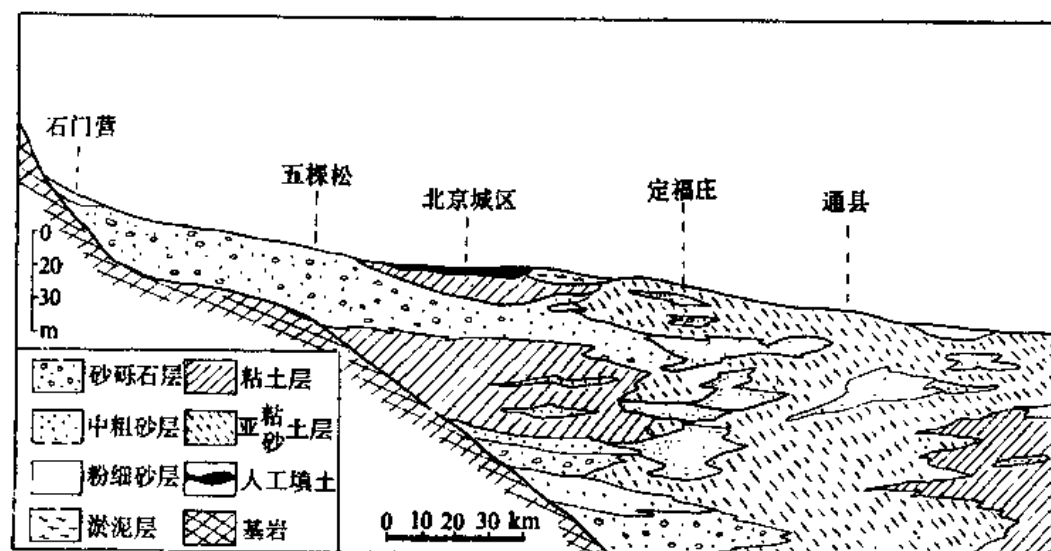 石门营
五棵松
北京城区
定福庄
通县
0
20
30
m
砂砾石层
粘土层
中粗砂层
亚粘砂土层
粉细砂层
人工填土
淤泥层
基岩
0 10 20 30 km